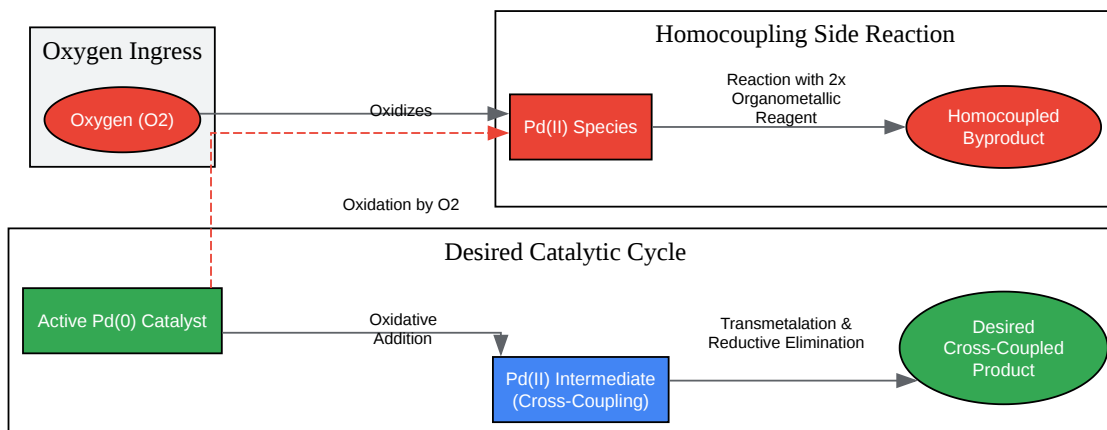 Oxygen Ingress
Oxygen (O2)
Oxidizes
Homocoupling Side Reaction
Pd(II) Species
Reaction with 2x
Organometallic
Reagent
Homocoupled
Byproduct
Oxidation by O2
Desired Catalytic Cycle
Active Pd(0) Catalyst
Oxidative
Addition
Pd(II) Intermediate
(Cross-Coupling)
Transmetalation &
Reductive Elimination
Desired
Cross-Coupled
Product